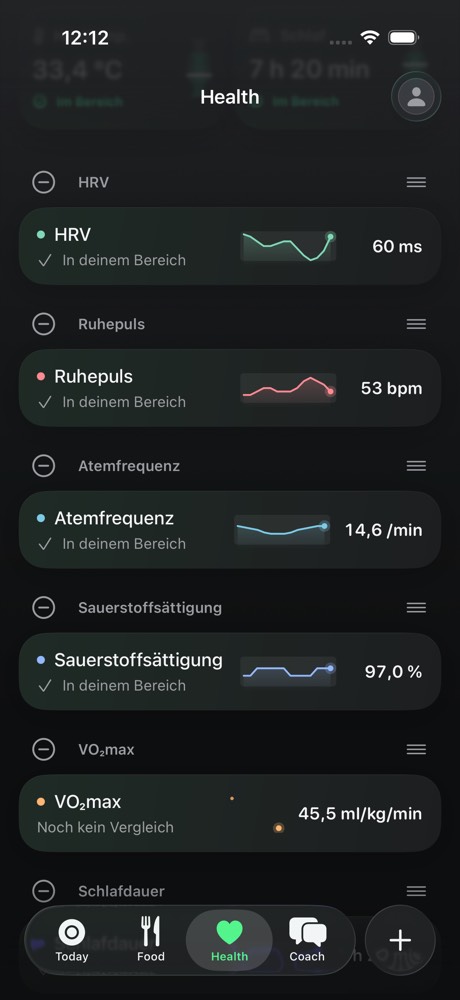 12:12
33,4 °C
7 h 20 min
Im Bereich
Im Bereich
Health
HRV
HRV
In deinem Bereich
60 ms
Ruhepuls
Ruhepuls
In deinem Bereich
53 bpm
Atemfrequenz
Atemfrequenz
In deinem Bereich
14,6 /min
Sauerstoffsättigung
Sauerstoffsättigung
In deinem Bereich
97,0 %
VO₂max
VO₂max
Noch kein Vergleich
45,5 ml/kg/min
Schlafdauer
Schlafdauer
Today
Food
Health
Coach